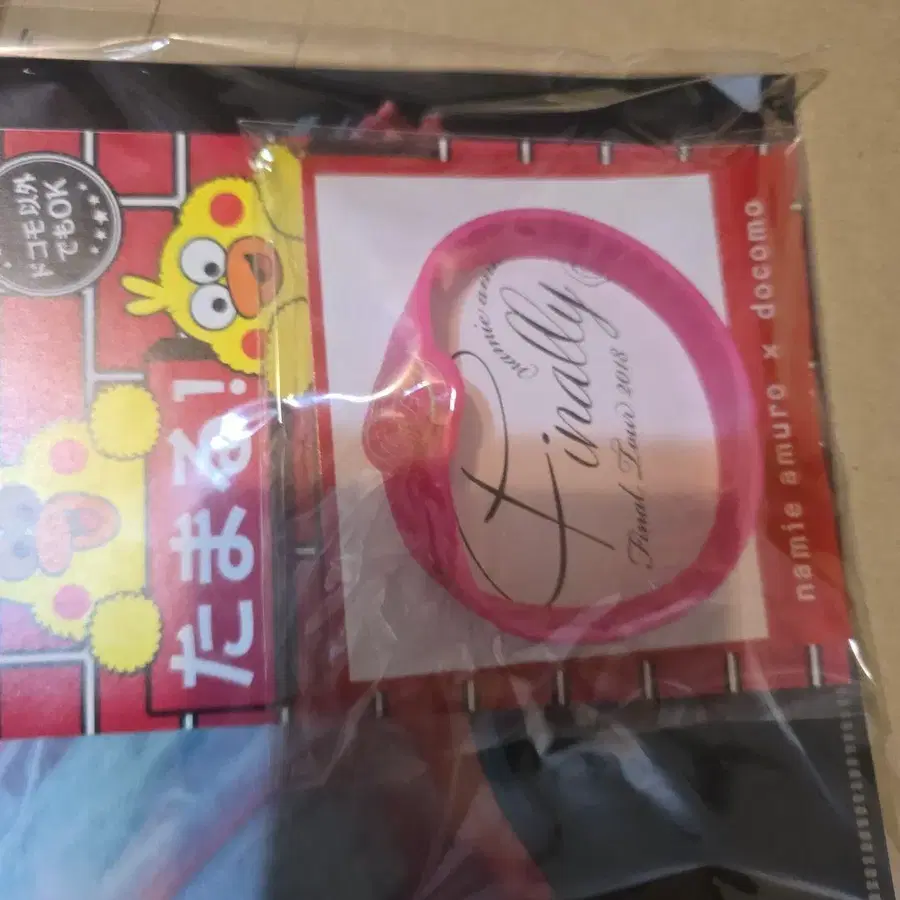 ドコモ以外
でもOK
たまる!
namie am
Finally
Final Tour 2018
namie amuro × docomo